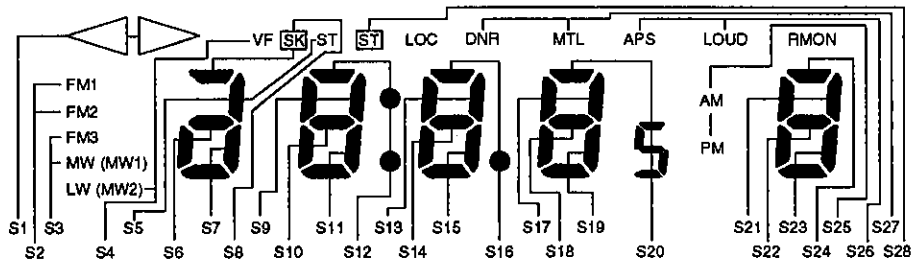 VF SK ST ST LOC DNR MTL APS LOUD RMON
FM1
FM2
FM3
MW (MW1)
LW (MW2)
AM
PM
S1 S3 S5 S7 S9 S11 S13 S15 S17 S19 S21 S23 S25 S27
S2 S4 S6 S8 S10 S12 S14 S16 S18 S20 S22 S24 S26 S28